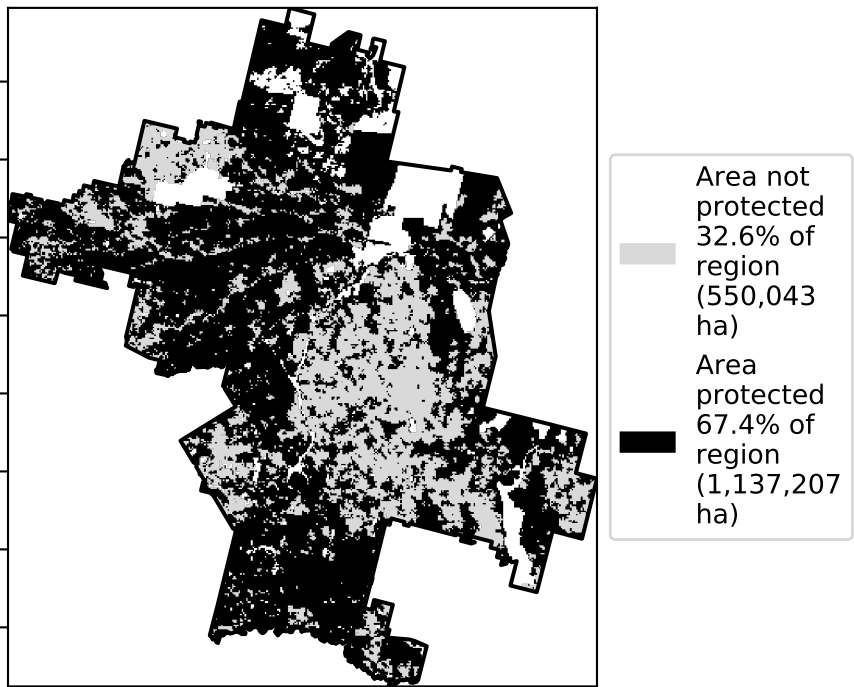 Area not
protected
32.6% of
region
(550,043
ha)
Area
protected
67.4% of
region
(1,137,207
ha)